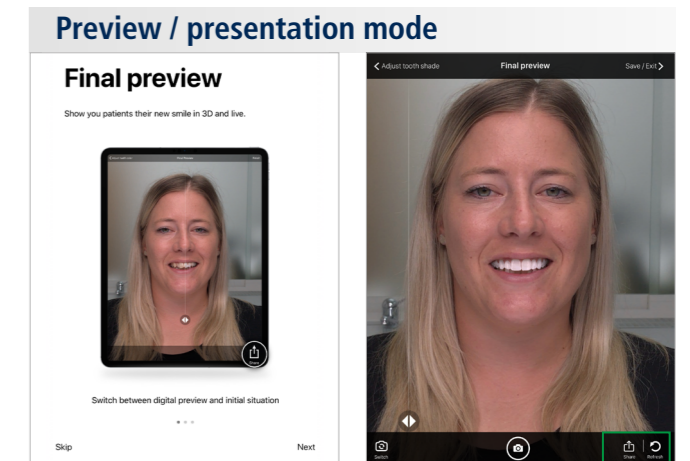 Preview / presentation mode
Final preview
Show you patients their new smile in 3D and live.
Share
Switch between digital preview and initial situation
Skip
Next
Adjust tooth shade
Final preview
Save / Exit
Switch
Share
Refresh